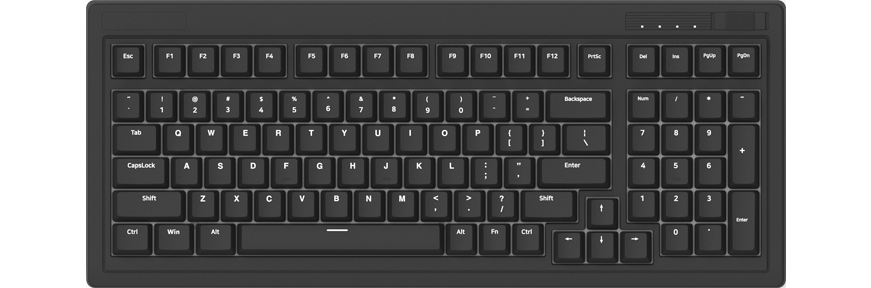 Esc F1 F2 F3 F4 F5 F6 F7 F8 F9 F10 F11 F12 PrtSc Del Ins PgUp PgDn
~ ! @ # $ % ^ & * ( ) - + Backspace Num / * -
` 1 2 3 4 5 6 7 8 9 0 - =
Tab Q W E R T Y U I O P { } ¦ 7 8 9 +
[ ] \
CapsLock A S D F G H J K L : " Enter 4 5 6
; '
Shift Z X C V B N M < > ? Shift ↑ 1 2 3 Enter
, . /
Ctrl Win Alt Alt Fn Ctrl ← ↓ → 0 .